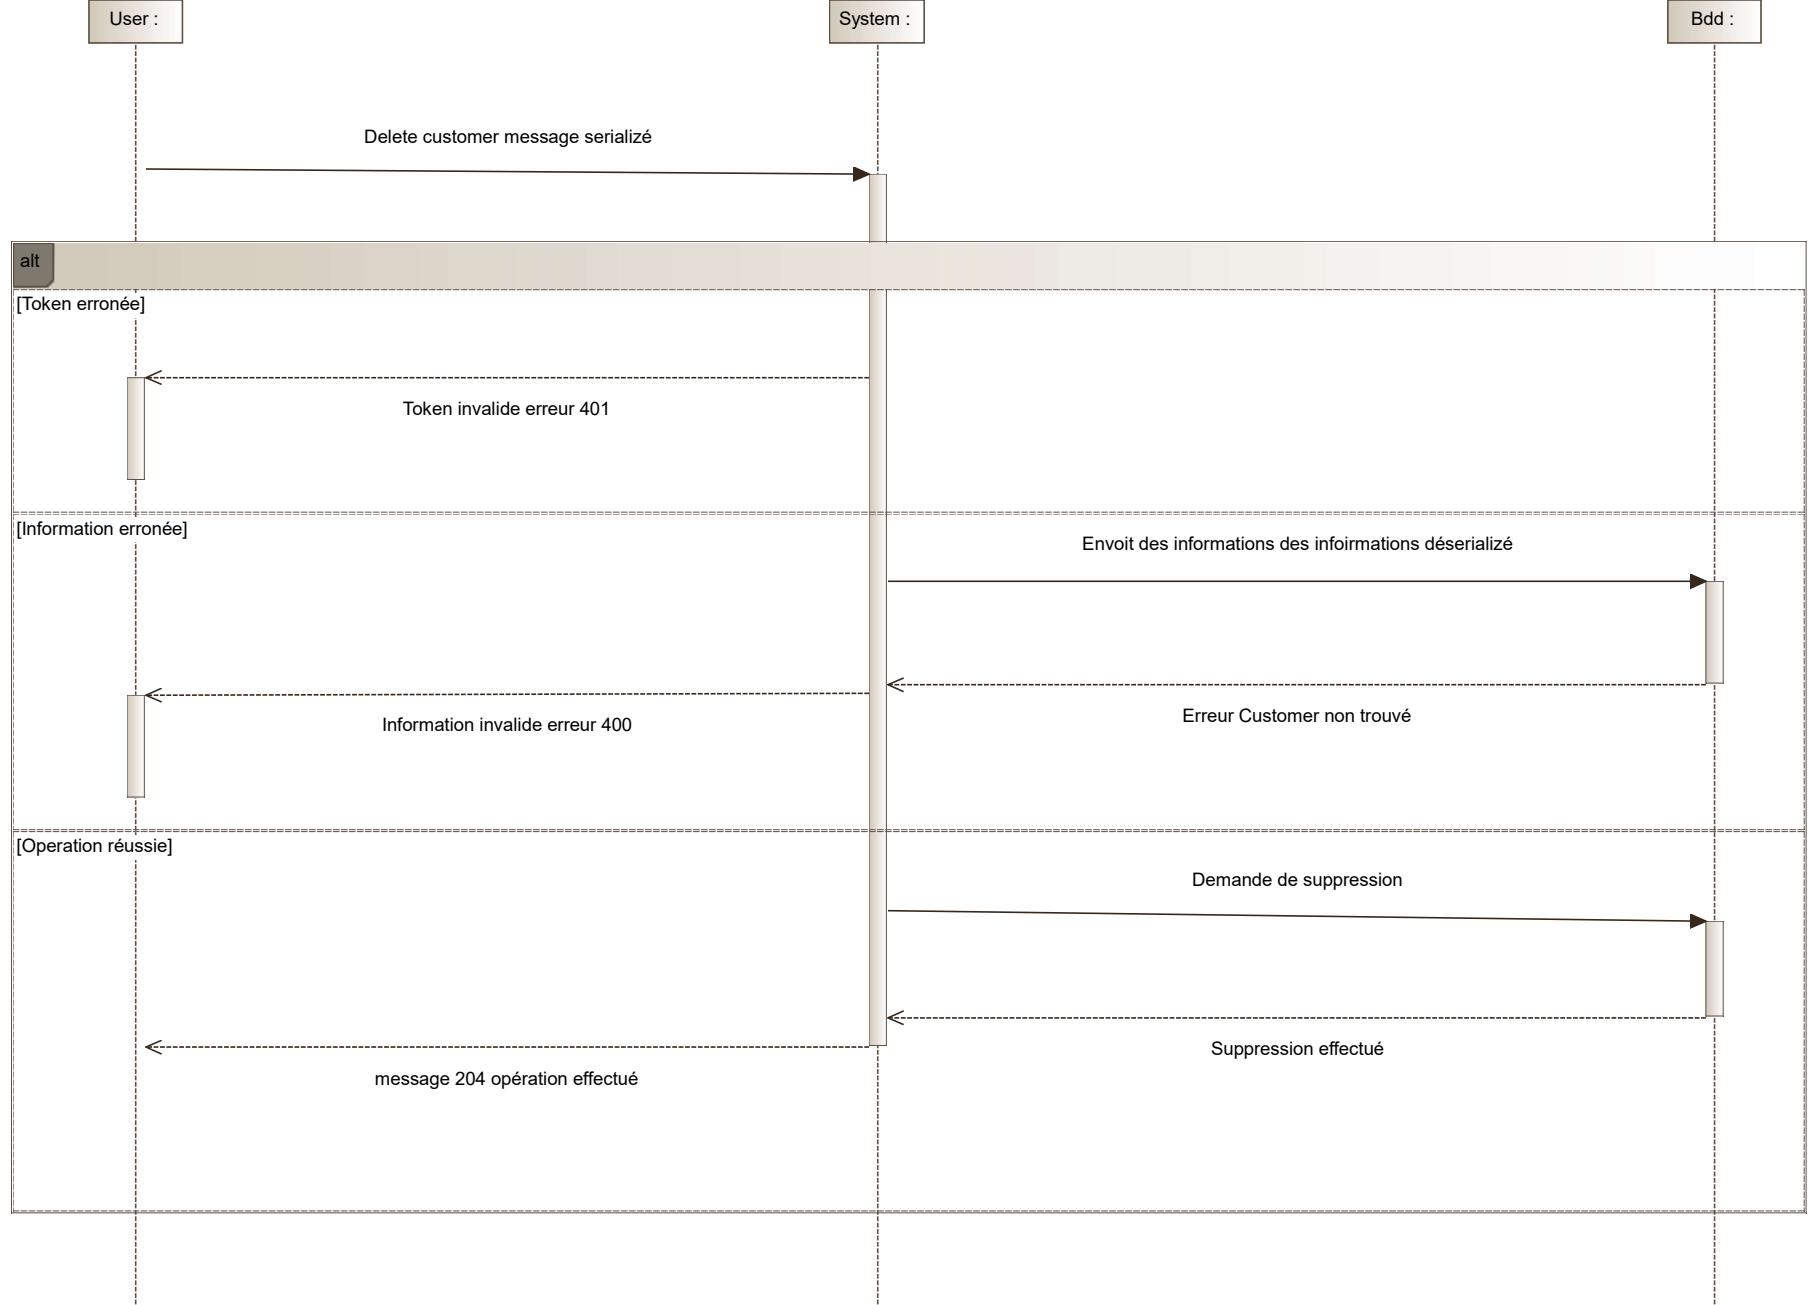 User :
System :
Bdd :
Delete customer message serializé
alt
[Token erronée]
Token invalide erreur 401
[Information erronée]
Envoit des informations des infoirmations déserializé
Erreur Customer non trouvé
Information invalide erreur 400
[Operation réussie]
Demande de suppression
Suppression effectué
message 204 opération effectué